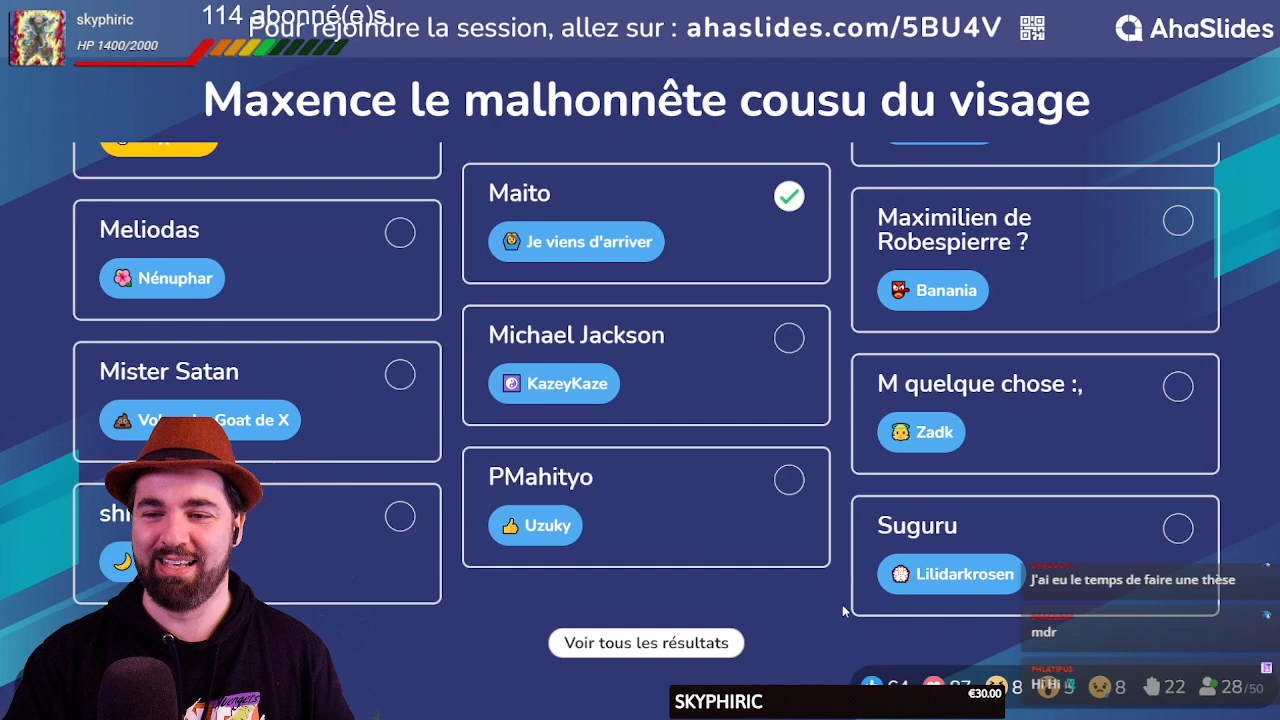 skyphiric
HP 1400/2000
114 abonné(e)s
Pour rejoindre la session, allez sur : ahaslides.com/5BU4V
AhaSlides
Maxence le malhonnête cousu du visage
Meliodas
Nénuphar
Mister Satan
Goat de X
Maito
Je viens d'arriver
Michael Jackson
KazeyKaze
PMahityo
Uzuky
Maximilien de
Robespierre ?
Banania
M quelque chose :,
Zadk
Suguru
Lilidarkrosen
J'ai eu le temps de faire une thèse
mdr
PHLATIPUS
Hi Hi
Voir tous les résultats
8
8
22
28/50
SKYPHIRIC
€30.00